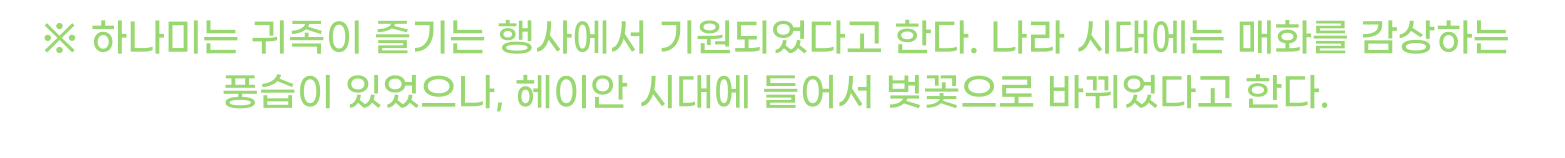 ※ 하나미는 귀족이 즐기는 행사에서 기원되었다고 한다. 나라 시대에는 매화를 감상하는
풍습이 있었으나, 헤이안 시대에 들어서 벚꽃으로 바뀌었다고 한다.